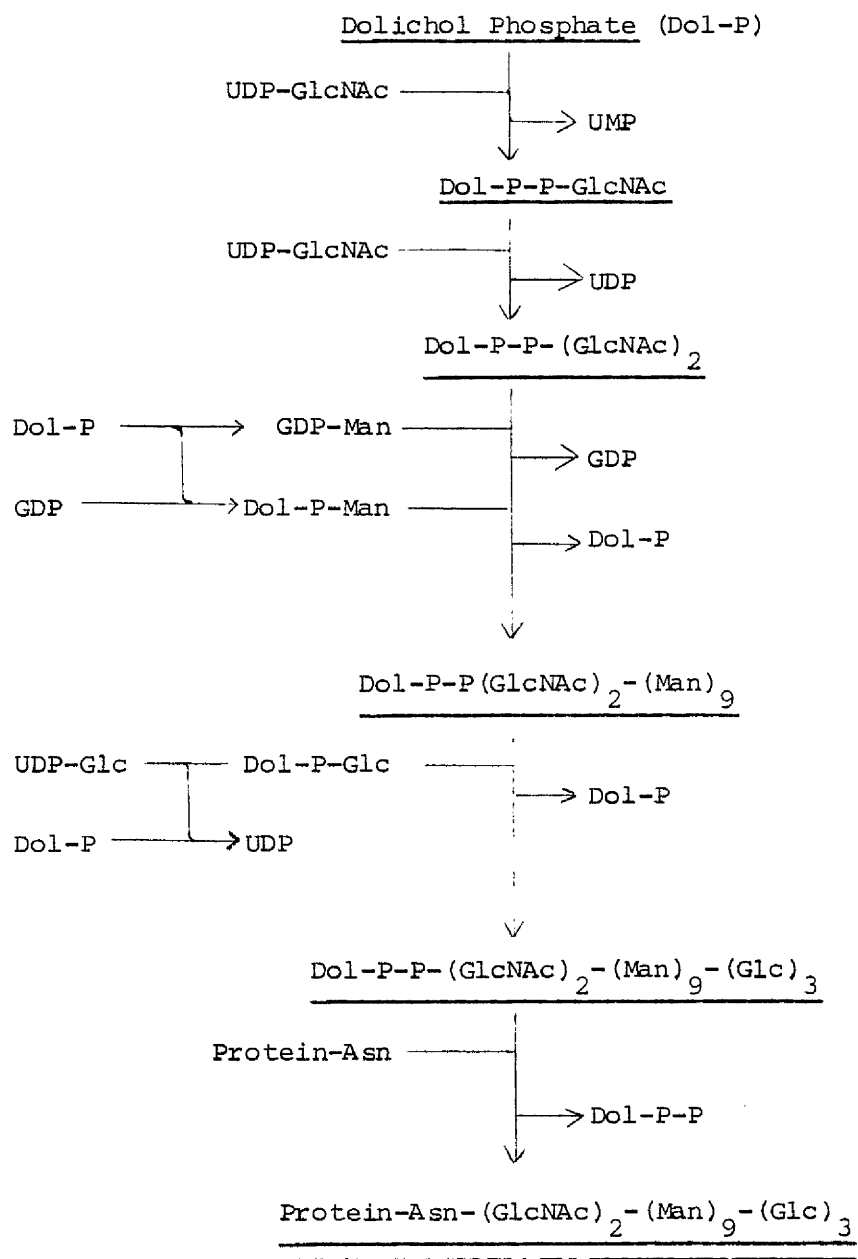 Dolichol Phosphate (Dol-P)
UDP-GlcNAc
UMP
Dol-P-P-GlcNAc
UDP-GlcNAc
UDP
Dol-P-P-(GlcNAc)2
Dol-P GDP-Man
GDP
GDP Dol-P-Man
Dol-P
Dol-P-P(GlcNAc)2-(Man)9
UDP-Glc Dol-P-Glc
Dol-P
Dol-P UDP
Dol-P-P-(GlcNAc)2-(Man)9-(Glc)3
Protein-Asn
Dol-P-P
Protein-Asn-(GlcNAc)2-(Man)9-(Glc)3